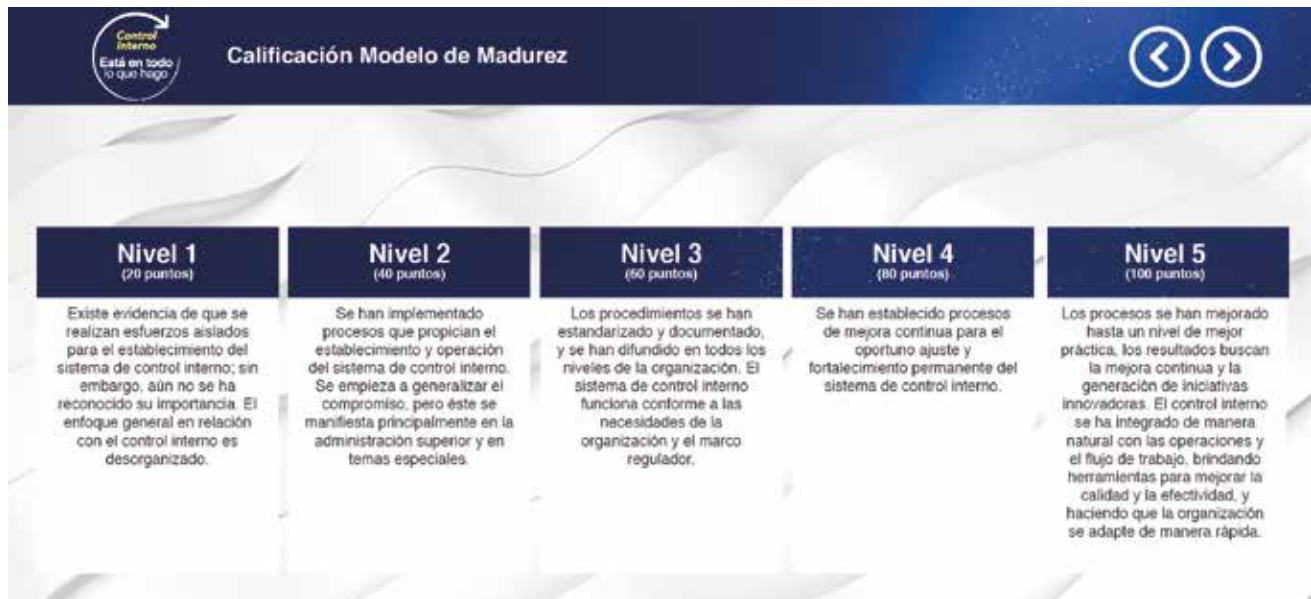 Control
Interno
Está en todo
lo que hago
Calificación Modelo de Madurez
Nivel 1
(20 puntos)
Existe evidencia de que se
realizan esfuerzos aislados
para el establecimiento del
sistema de control interno; sin
embargo, aún no se ha
reconocido su importancia. El
enfoque general en relación
con el control interno es
desorganizado.
Nivel 2
(40 puntos)
Se han implementado
procesos que propician el
establecimiento y operación
del sistema de control interno.
Se empieza a generalizar el
compromiso, pero éste se
manifiesta principalmente en la
administración superior y en
temas especiales.
Nivel 3
(60 puntos)
Los procedimientos se han
estandarizado y documentado,
y se han difundido en todos los
niveles de la organización. El
sistema de control interno
funciona conforme a las
necesidades de la
organización y el marco
regulador.
Nivel 4
(80 puntos)
Se han establecido procesos
de mejora continua para el
oportuno ajuste y
fortalecimiento permanente del
sistema de control interno.
Nivel 5
(100 puntos)
Los procesos se han mejorado
hasta un nivel de mejor
práctica, los resultados buscan
la mejora continua y la
generación de iniciativas
innovadoras. El control interno
se ha integrado de manera
natural con las operaciones y
el flujo de trabajo, brindando
herramientas para mejorar la
calidad y la efectividad, y
haciendo que la organización
se adapte de manera rápida.